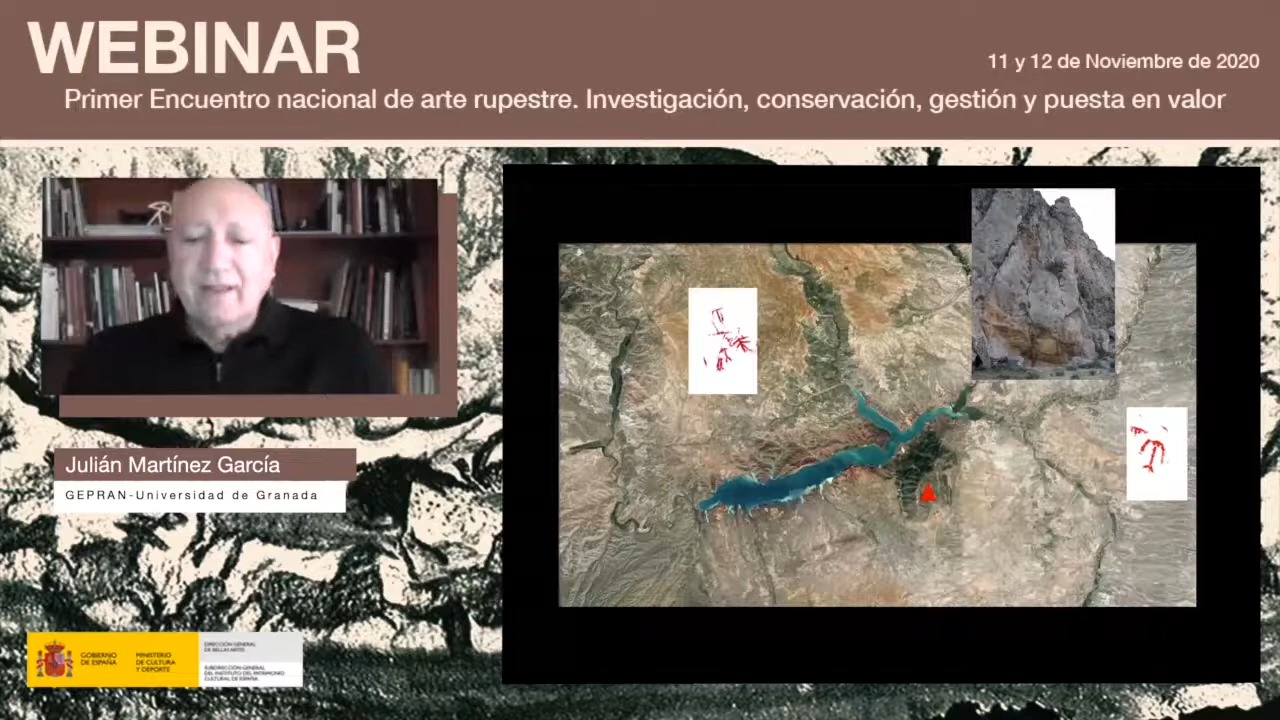 WEBINAR
11 y 12 de Noviembre de 2020
Primer Encuentro nacional de arte rupestre. Investigación, conservación, gestión y puesta en valor
Julián Martínez García
GEPRAN-Universidad de Granada
GOBIERNO
DE ESPAÑA
MINISTERIO
DE CULTURA
Y DEPORTE
DIRECCIÓN GENERAL
DE BELLAS ARTES
SUBDIRECCIÓN GENERAL
DEL INSTITUTO DEL PATRIMONIO
CULTURAL DE ESPAÑA